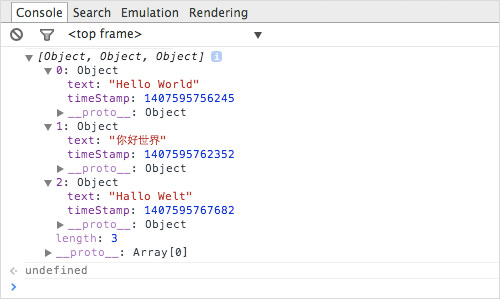 Console Search Emulation Rendering
<top frame> ▼
▼ [Object, Object, Object] i
▼ 0: Object
text: "Hello World"
timeStamp: 1407595756245
▶ __proto__: Object
▼ 1: Object
text: "你好世界"
timeStamp: 1407595762352
▶ __proto__: Object
▼ 2: Object
text: "Hallo Welt"
timeStamp: 1407595767682
▶ __proto__: Object
length: 3
▶ __proto__: Array[0]
undefined